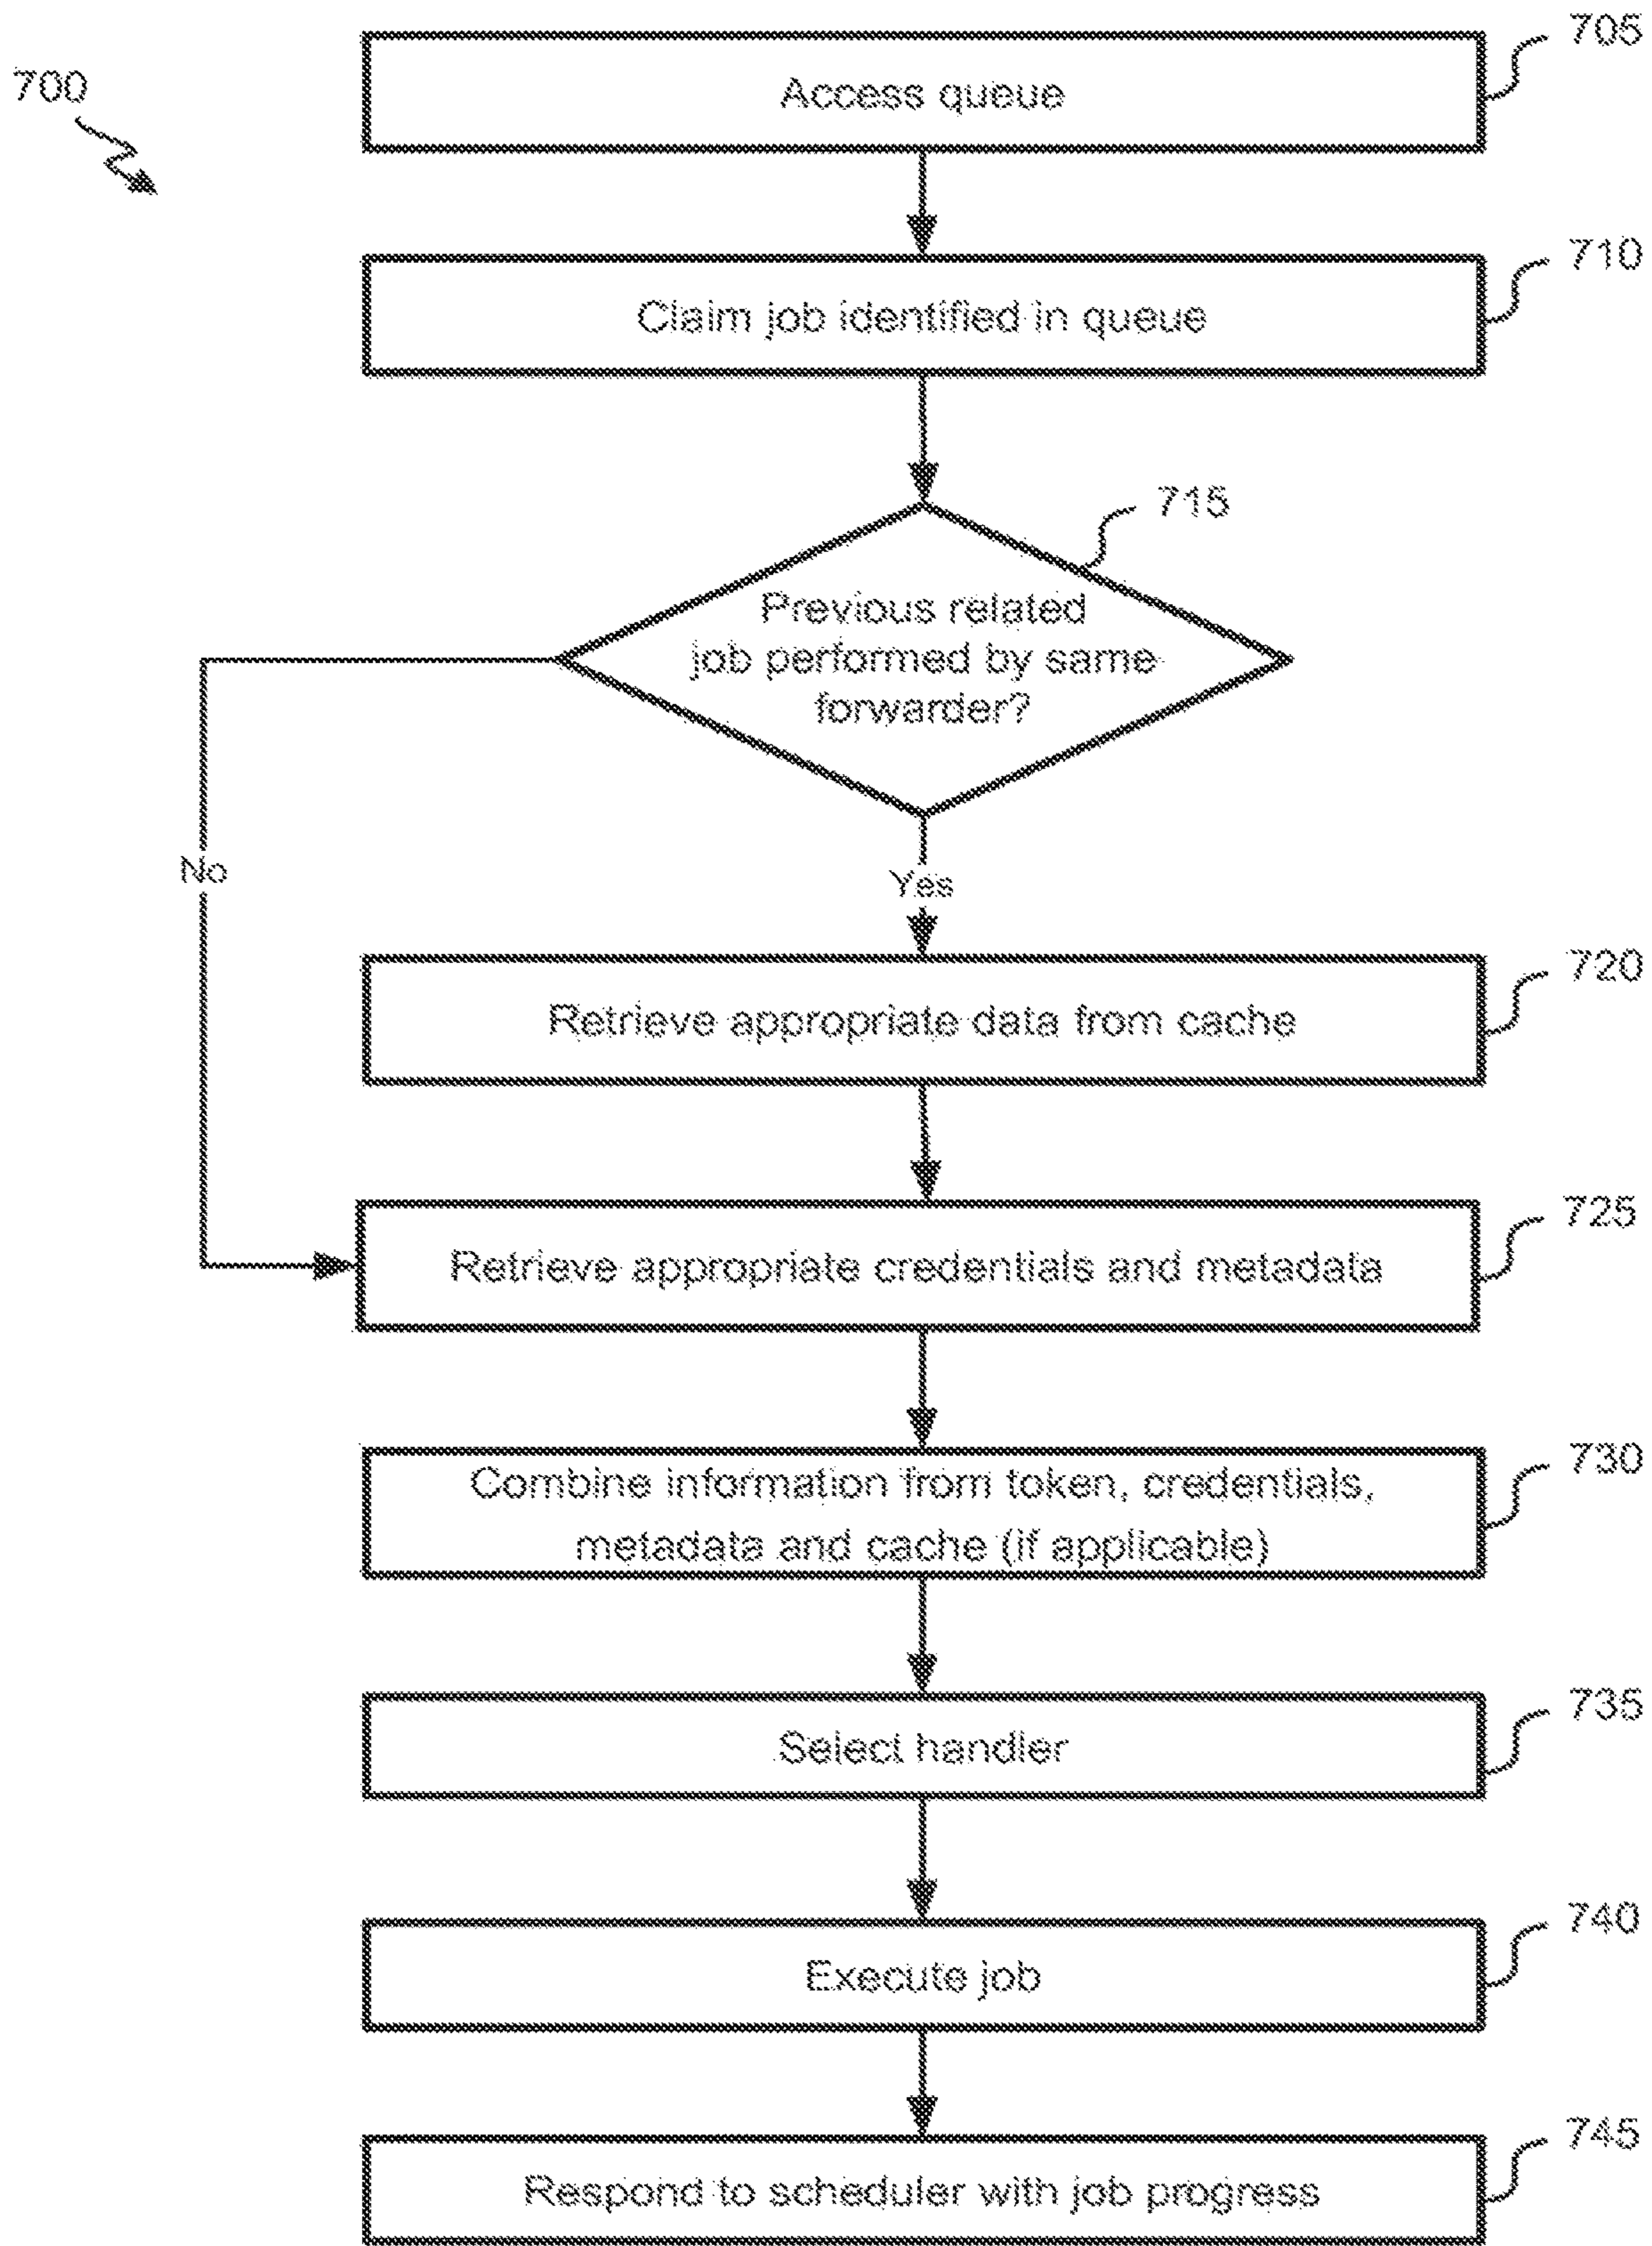 705
700
Access queue
710
Claim job identified in queue
715
Previous related
job performed by same
forwarder?
No
Yes
720
Retrieve appropriate data from cache
725
Retrieve appropriate credentials and metadata
730
Combine information from token, credentials,
metadata and cache (if applicable)
735
Select handler
740
Execute job
745
Respond to scheduler with job progress